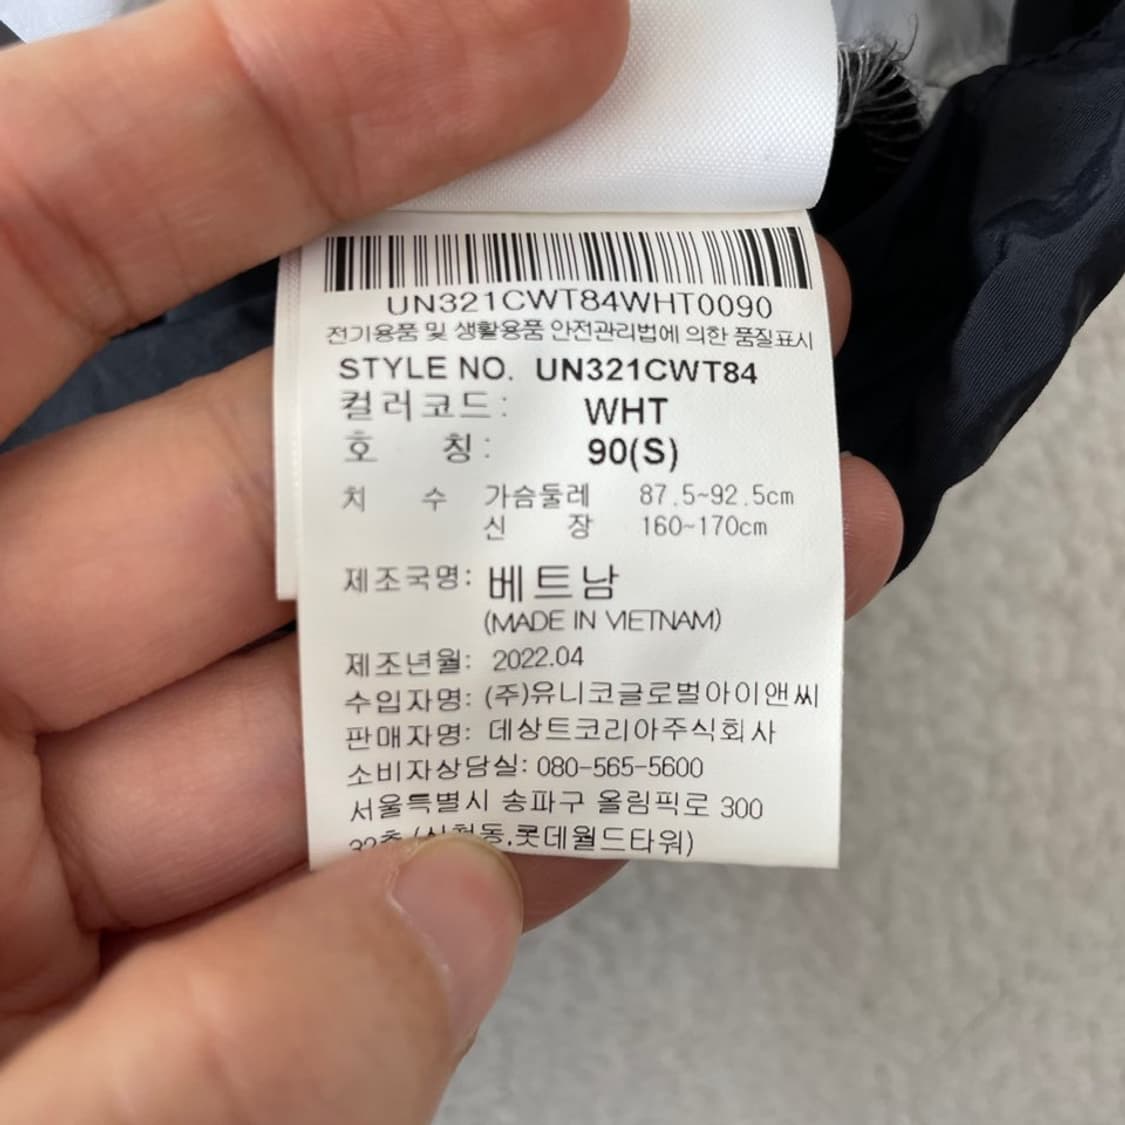 UN321CWT84WHT0090
전기용품 및 생활용품 안전관리법에 의한 품질표시
STYLE NO. UN321CWT84
컬러코드: WHT
호 칭: 90(S)
치 수 가슴둘레 87.5~92.5cm
신 장 160~170cm
제조국명: 베트남
(MADE IN VIETNAM)
제조년월: 2022.04
수입자명: (주)유니코글로벌아이앤씨
판매자명: 데상트코리아주식회사
소비자상담실: 080-565-5600
서울특별시 송파구 올림픽로 300
롯데월드타워)